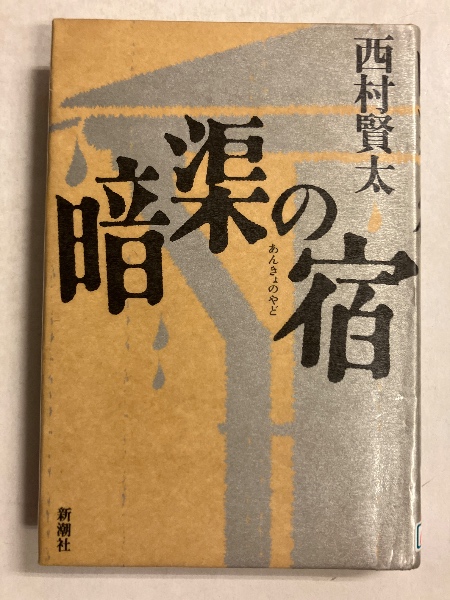 西村賢太
暗渠の宿
あんきょのやど
新潮社